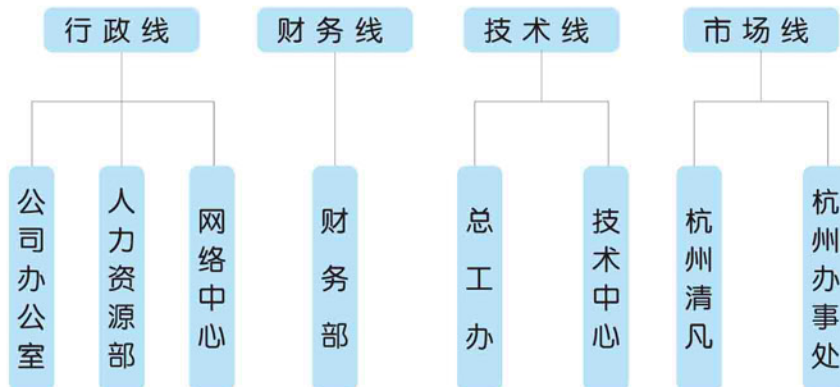 行政线
财务线
技术线
市场线
公司办公室
人力资源部
网络中心
财务部
总工办
技术中心
杭州清凡
杭州办事处